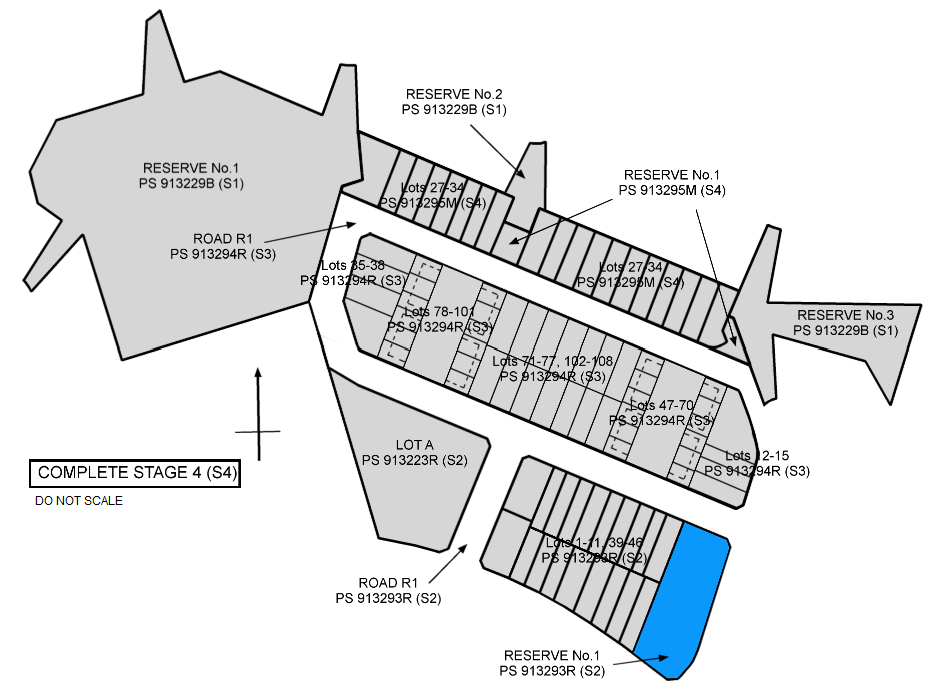 RESERVE No.2
PS 913229B (S1)
RESERVE No.1
PS 913229B (S1)
RESERVE No.1
PS 913295M (S4)
Lots 27-34
PS 913295M (S4)
ROAD R1
PS 913294R (S3)
Lots 35-38
PS 913294R (S3)
Lots 27-34
PS 913295M (S4)
Lots 78-101
PS 913294R (S3)
RESERVE No.3
PS 913229B (S1)
Lots 71-77, 102-108
PS 913294R (S3)
Lots 47-70
PS 913294R (S3)
LOT A
PS 913223R (S2)
Lots 12-15
PS 913294R (S3)
COMPLETE STAGE 4 (S4)
DO NOT SCALE
Lots 1-11, 39-46
PS 913293R (S2)
ROAD R1
PS 913293R (S2)
RESERVE No.1
PS 913293R (S2)